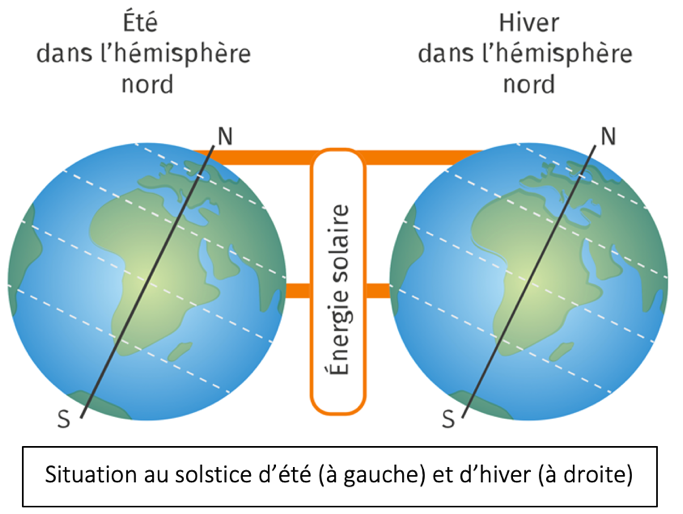 Été
dans l’hémisphère
nord
Hiver
dans l’hémisphère
nord
N
N
Énergie solaire
S
S
Situation au solstice d’été (à gauche) et d’hiver (à droite)